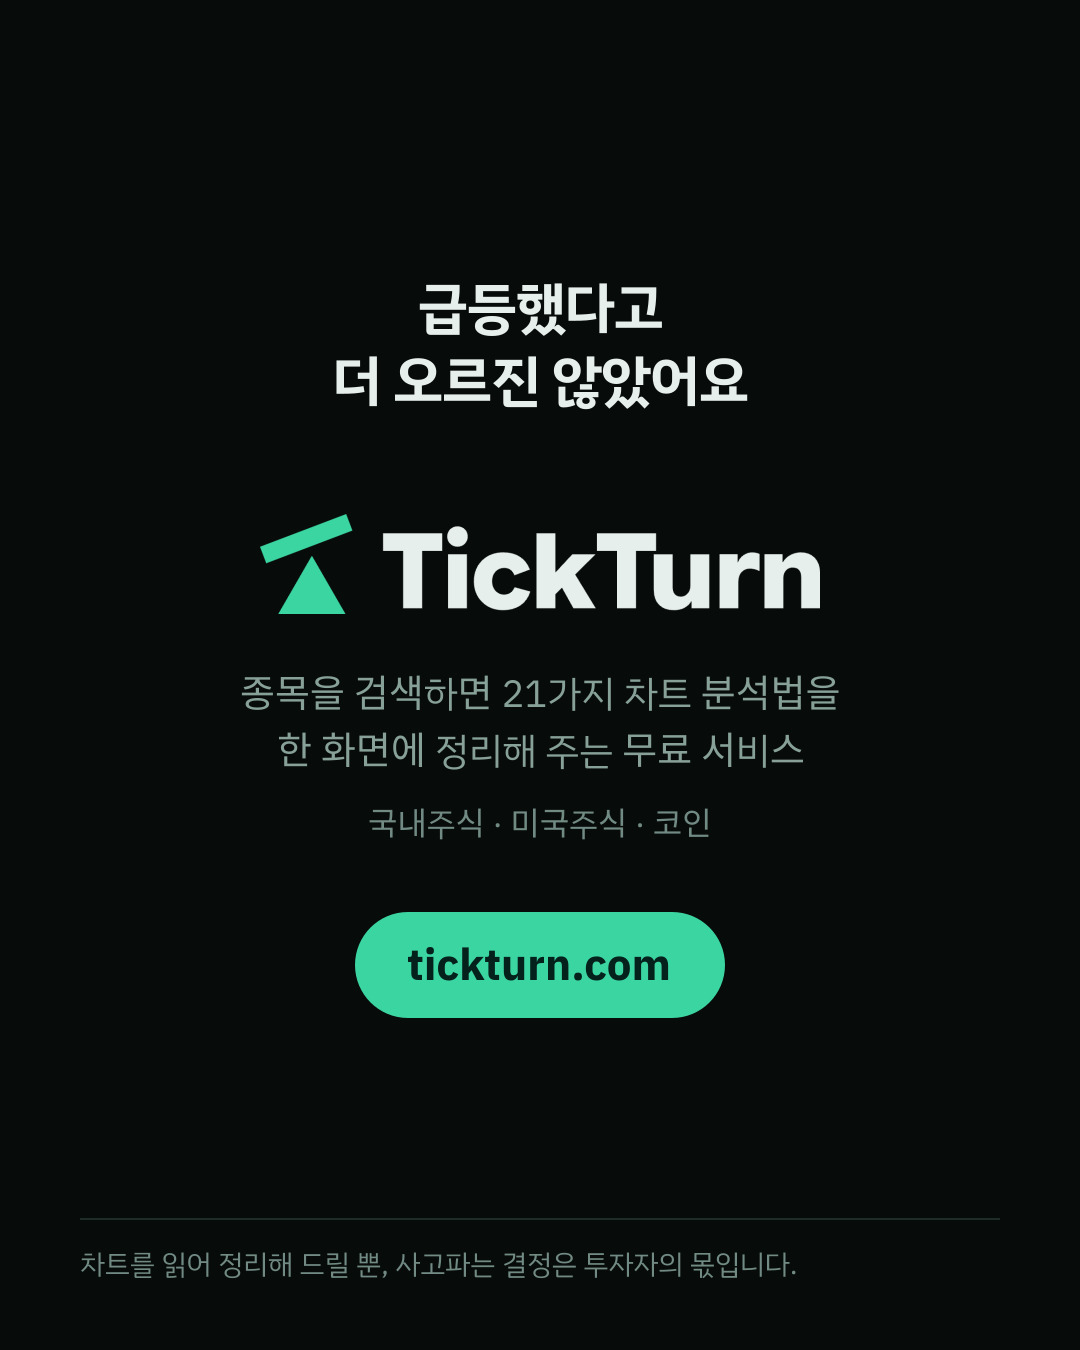 급등했다고
더 오르진 않았어요
TickTurn
종목을 검색하면 21가지 차트 분석법을
한 화면에 정리해 주는 무료 서비스
국내주식 · 미국주식 · 코인
tickturn.com
차트를 읽어 정리해 드릴 뿐, 사고파는 결정은 투자자의 몫입니다.